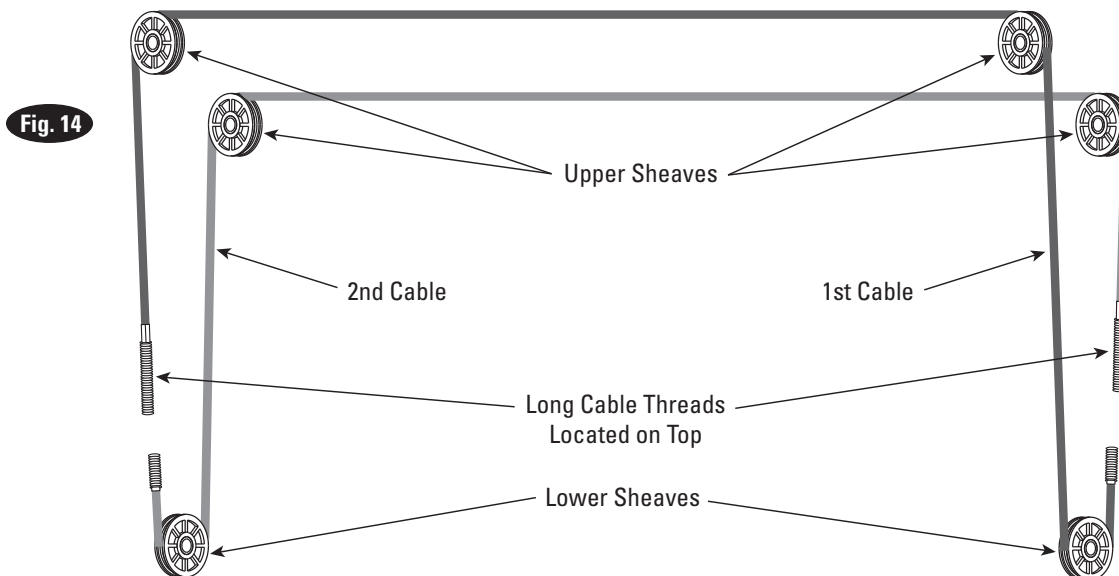 Fig. 14
Upper Sheaves
2nd Cable
1st Cable
Long Cable Threads
Located on Top
Lower Sheaves